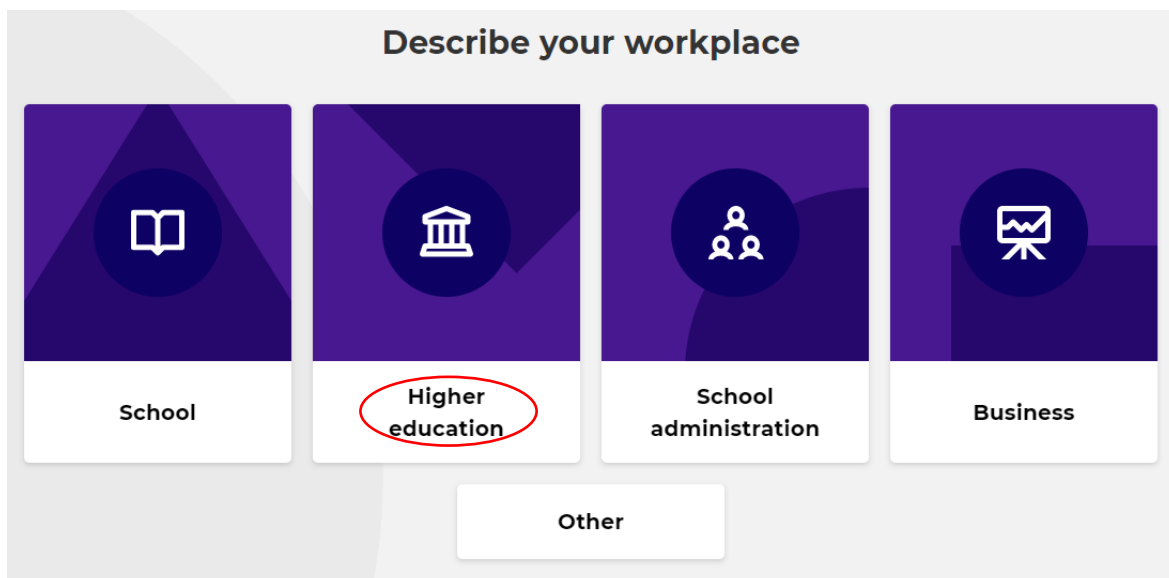 Describe your workplace
School
Higher
education
School
administration
Business
Other